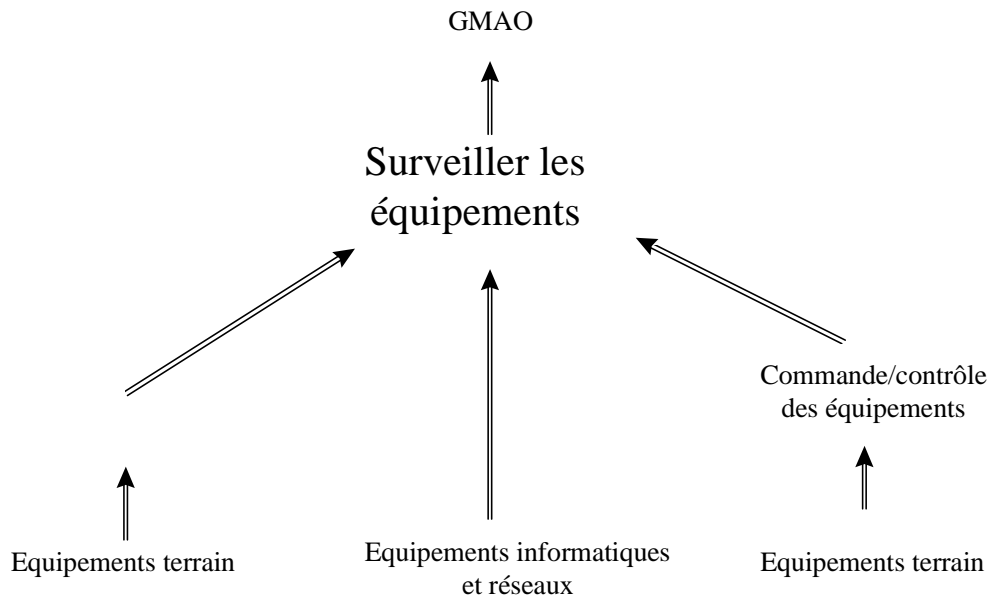 GMAO
Surveiller les
équipements
Commande/contrôle
des équipements
Equipements terrain
Equipements informatiques
et réseaux
Equipements terrain